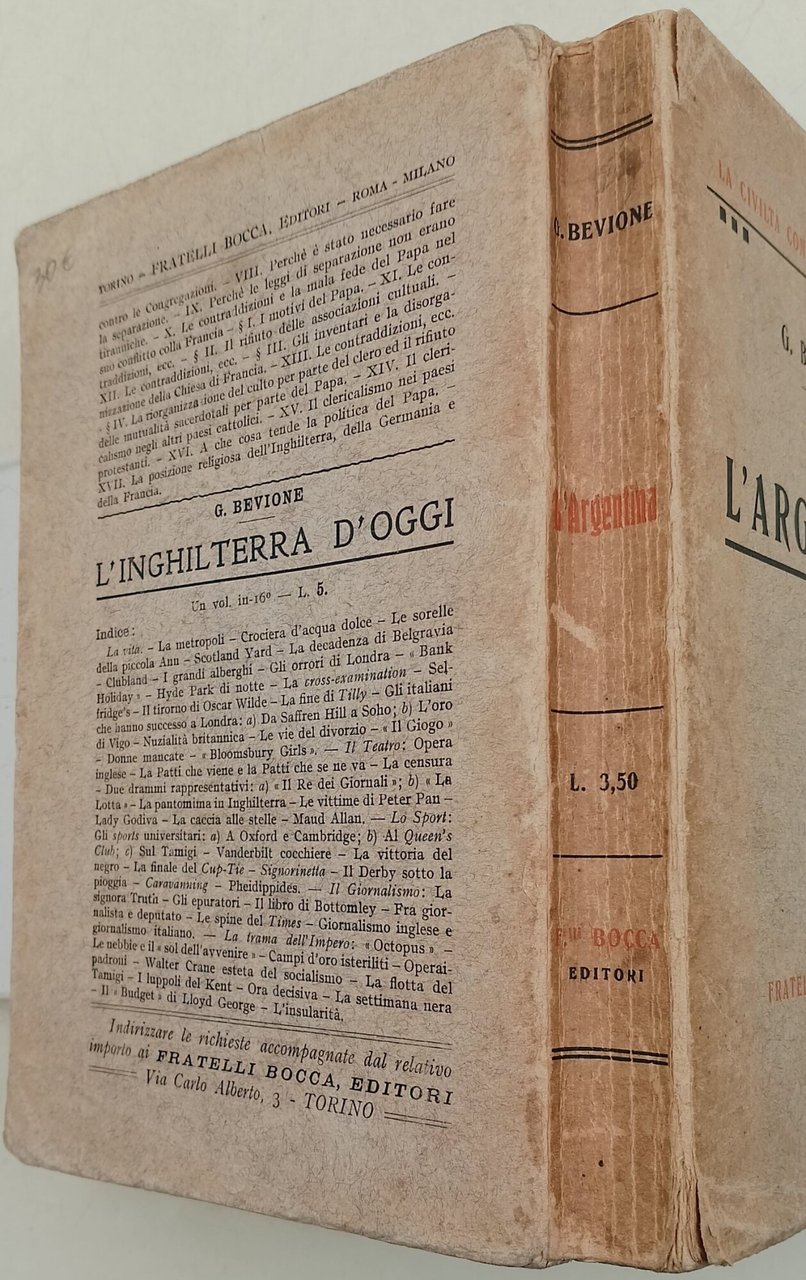 30 €
TORINO – FRATELLI BOCCA, EDITORI – ROMA - MILANO
contro le Congregazioni. – VIII. Perchè è stato necessario fare
la separazione. – IX. Perchè le leggi di separazione non erano
tiranniche. – X. Le contraddizioni e la mala fede del Papa nel
suo conflitto colla Francia – § I. I motivi del Papa. – XI. Le con-
traddizioni, ecc. – § II. Il rifiuto delle associazioni cultuali. –
XII. Le contraddizioni, ecc. – § III. Gli inventari e la disorga-
nizzazione della Chiesa di Francia. – XIII. Le contraddizioni, ecc.
- § IV. La riorganizzazione del culto per parte del clero ed il rifiuto
delle mutualità sacerdotali per parte del Papa. – XIV. Il cleri-
calismo negli altri paesi cattolici. – XV. Il clericalismo nei paesi
protestanti. – XVI. A che cosa tende la politica del Papa. –
XVII. La posizione religiosa dell'Inghilterra, della Germania e
della Francia.
G. BEVIONE
L'INGHILTERRA D'OGGI
Un vol. in-16º — L. 5.
Indice:
La vita. – La metropoli – Crociera d'acqua dolce – Le sorelle
della piccola Ann – Scotland Yard – La decadenza di Belgravia
– Clubland – I grandi alberghi – Gli orrori di Londra – « Bank
Holiday » – Hyde Park di notte – La cross-examination – Sel-
fridge's – Il tirorno di Oscar Wilde – La fine di Tilly – Gli italiani
che hanno successo a Londra: a) Da Saffren Hill a Soho; b) L'oro
di Vigo – Nuzialità britannica – Le vie del divorzio – « Il Giogo »
– Donne mancate – « Bloomsbury Girls ». — Il Teatro: Opera
inglese – La Patti che viene e la Patti che se ne va – La censura
– Due drammi rappresentativi: a) « Il Re dei Giornali »; b) « La
Lotta » – La pantomima in Inghilterra – Le vittime di Peter Pan –
Lady Godiva – La caccia alle stelle – Maud Allan. — Lo Sport:
Gli sports universitari: a) A Oxford e Cambridge; b) Al Queen's
Club; c) Sul Tamigi – Vanderbilt cocchiere – La vittoria del
negro – La finale del Cup-Tie – Signorinetta – Il Derby sotto la
pioggia – Caravanning – Pheidippides. — Il Giornalismo: La
signora Truth – Gli epuratori – Il libro di Bottomley – Fra gior-
nalista e deputato – Le spine del Times – Giornalismo inglese e
giornalismo italiano. — La trama dell'Impero: « Octopus ». –
Le nebbie e il « sol dell'avvenire » – Campi d'oro isteriliti – Operai-
padroni – Walter Crane esteta del socialismo – La flotta del
Tamigi – I luppoli del Kent – Ora decisiva – La settimana nera
– Il « Budget » di Lloyd George – L'insularità.
Indirizzare le richieste accompagnate dal relativo
importo ai FRATELLI BOCCA, EDITORI
Via Carlo Alberto, 3 - TORINO
G. BEVIONE
L'Argentina
L. 3,50
F.lli BOCCA
EDITORI
LA CIVILTÀ CON
G. B
L'ARG
FRATEL